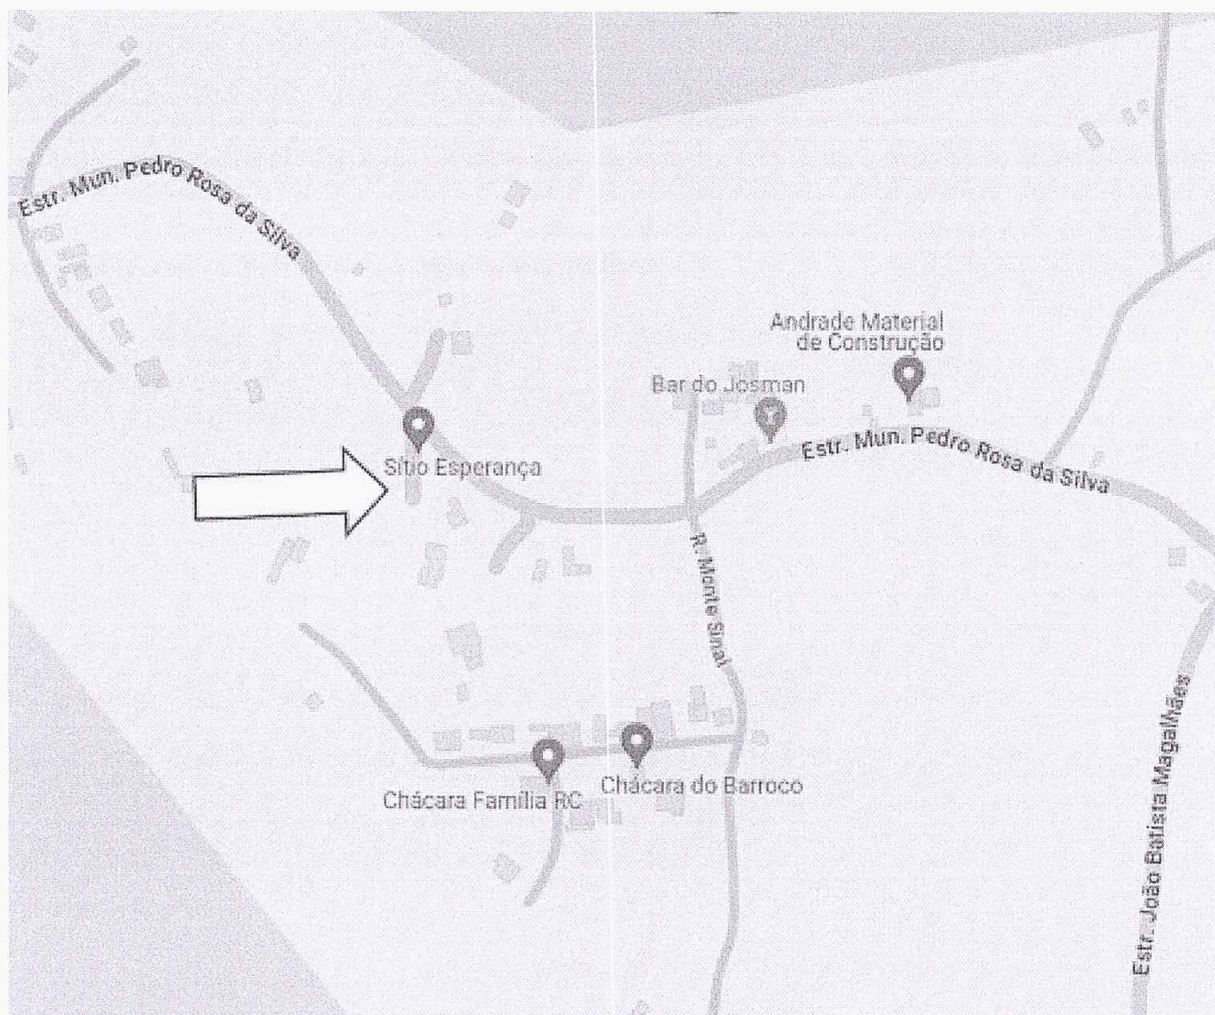 Estr. Mun. Pedro Rosa da Silva
Andrade Material
de Construção
Bar do Josman
Estr. Mun. Pedro Rosa da Silva
Sítio Esperança
R. Monte Sinai
Chácara Família RC
Chácara do Barroco
Estr. João Batista Magalhães